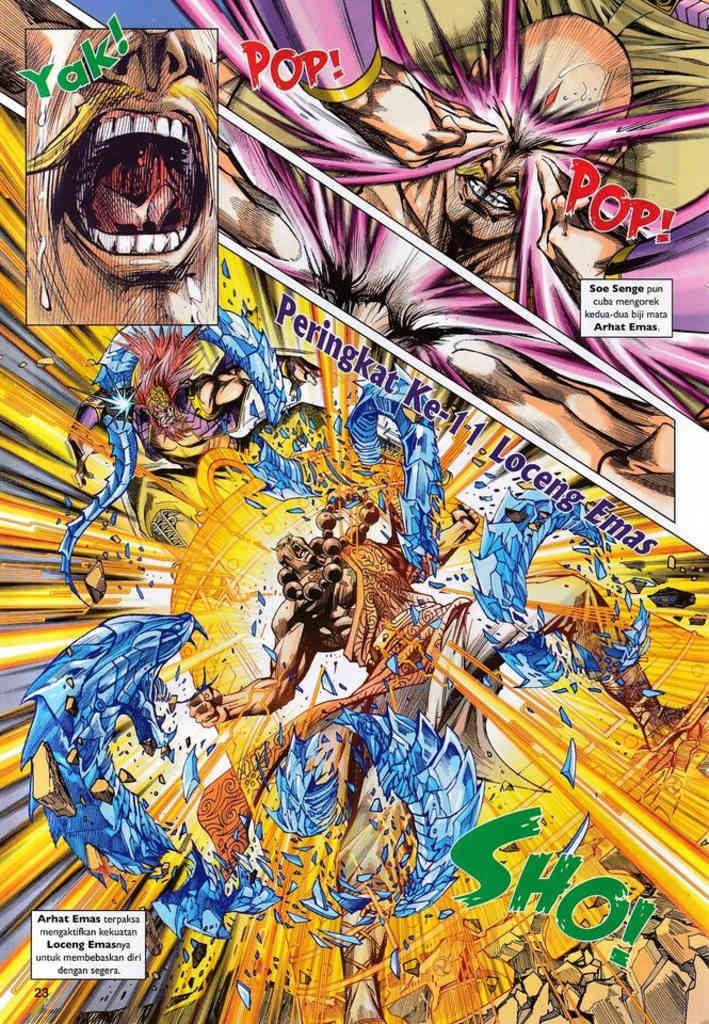 Yak!
POP!
POP!
Soe Senge pun
cuba mengorek
kedua-dua biji mata
Arhat Emas.
Peringkat Ke-11 Loceng Emas
SHO!
Arhat Emas terpaksa
mengaktifkan kekuatan
Loceng Emasnya
untuk membebaskan diri
dengan segera.
23